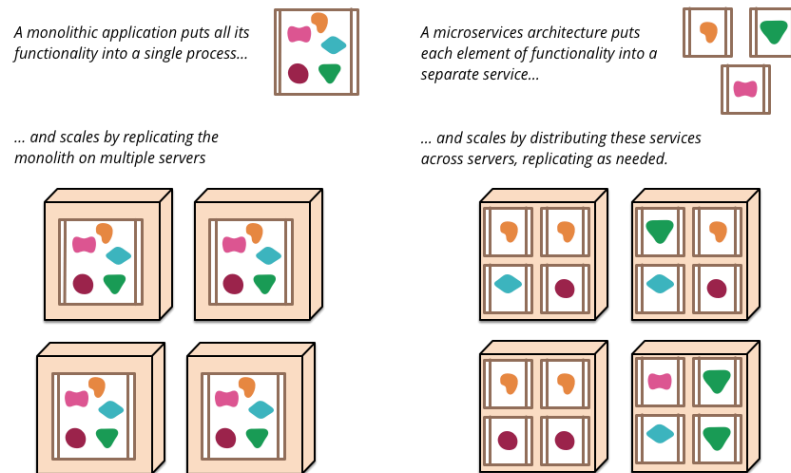 A monolithic application puts all its
functionality into a single process...
... and scales by replicating the
monolith on multiple servers
A microservices architecture puts
each element of functionality into a
separate service...
... and scales by distributing these services
across servers, replicating as needed.